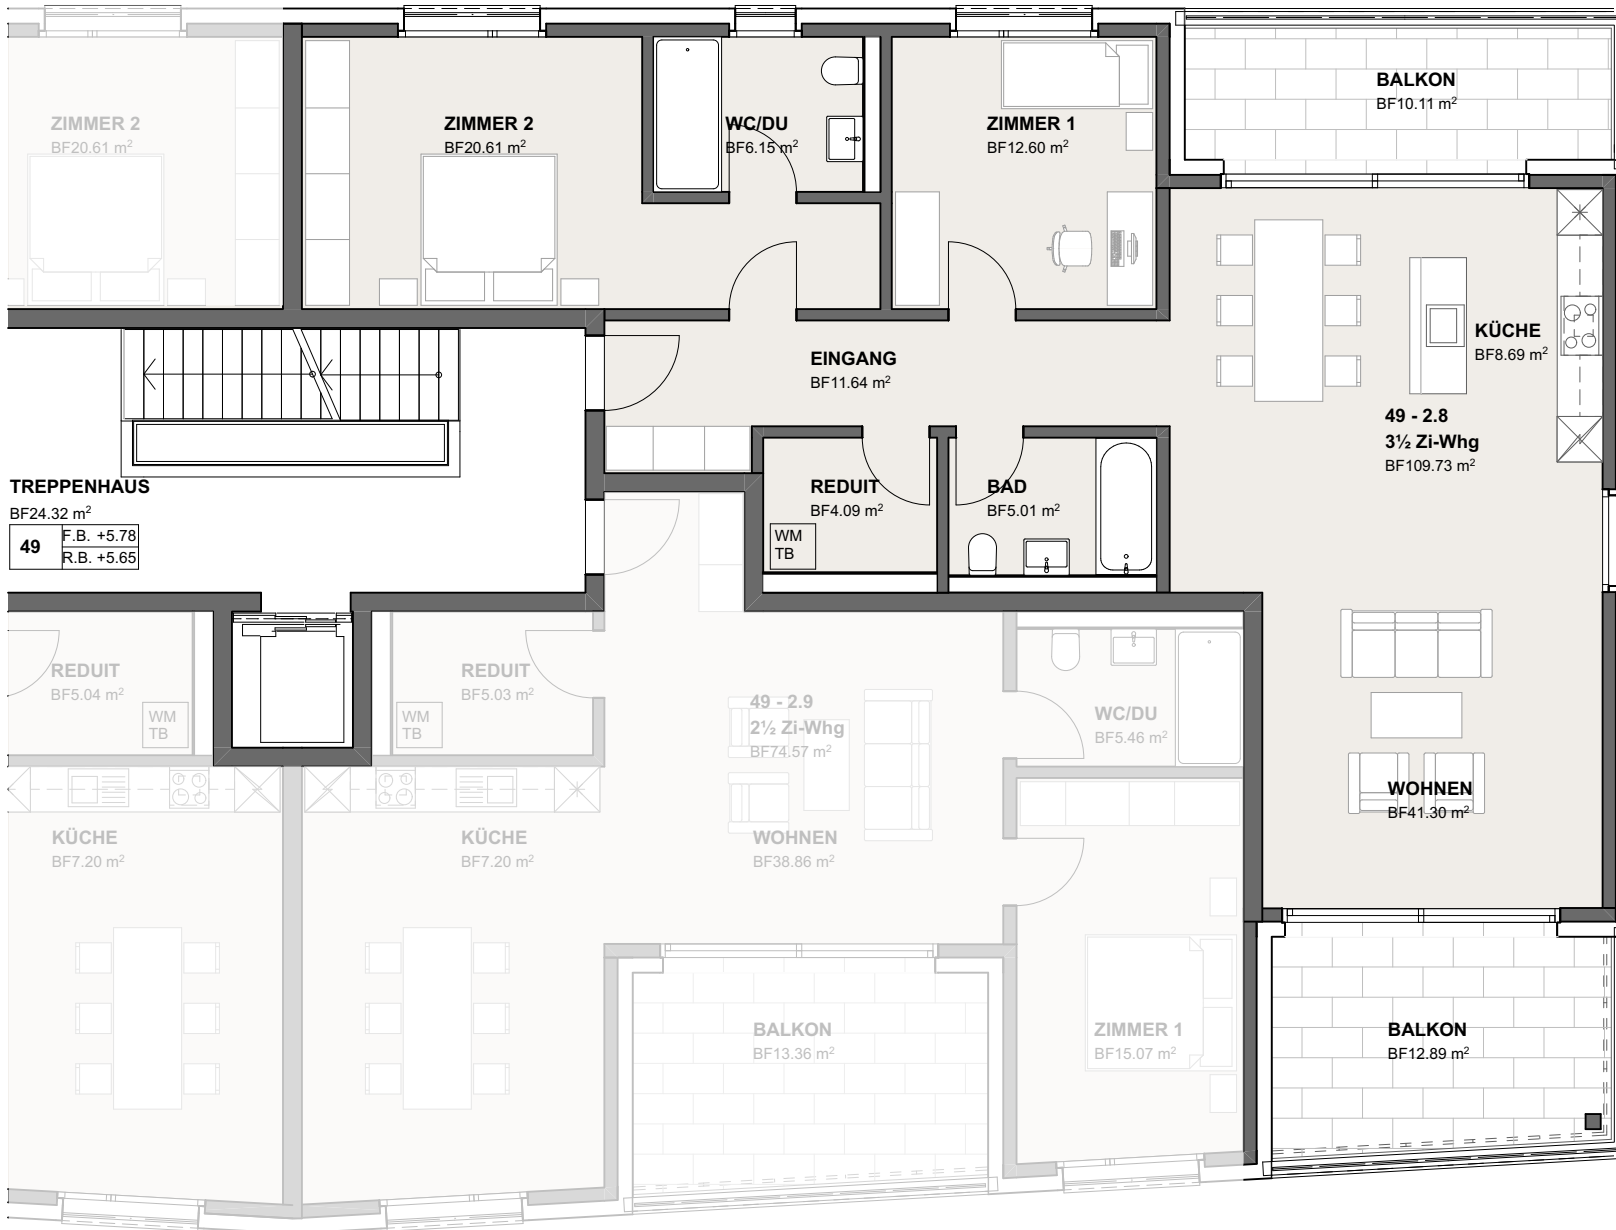 ZIMMER 2
BF20.61 m²
ZIMMER 2
BF20.61 m²
WC/DU
BF6.15 m²
ZIMMER 1
BF12.60 m²
BALKON
BF10.11 m²
KÜCHE
BF8.69 m²
EINGANG
BF11.64 m²
49 - 2.8
3½ Zi-Whg
BF109.73 m²
TREPPENHAUS
BF24.32 m²
49
F.B. +5.78
R.B. +5.65
REDUIT
BF4.09 m²
WM
TB
BAD
BF5.01 m²
REDUIT
BF5.04 m²
WM
TB
REDUIT
BF5.03 m²
WM
TB
49 - 2.9
2½ Zi-Whg
BF74.57 m²
WC/DU
BF5.46 m²
WOHNEN
BF41.30 m²
KÜCHE
BF7.20 m²
KÜCHE
BF7.20 m²
WOHNEN
BF38.86 m²
BALKON
BF13.36 m²
ZIMMER 1
BF15.07 m²
BALKON
BF12.89 m²